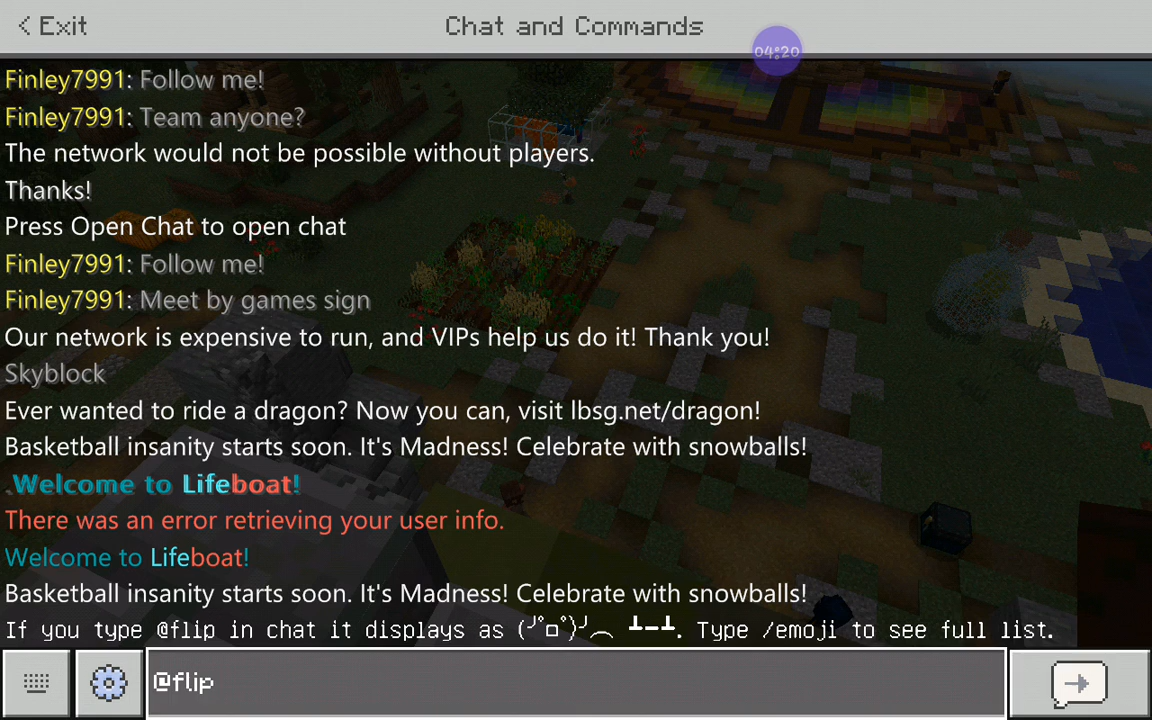 < Exit
Chat and Commands
04:20
Finley7991: Follow me!
Finley7991: Team anyone?
The network would not be possible without players.
Thanks!
Press Open Chat to open chat
Finley7991: Follow me!
Finley7991: Meet by games sign
Our network is expensive to run, and VIPs help us do it! Thank you!
Skyblock
Ever wanted to ride a dragon? Now you can, visit lbsg.net/dragon!
Basketball insanity starts soon. It's Madness! Celebrate with snowballs!
.Welcome to Lifeboat!
There was an error retrieving your user info.
Welcome to Lifeboat!
Basketball insanity starts soon. It's Madness! Celebrate with snowballs!
If you type @flip in chat it displays as (╯°□°)╯︵ ┻━┻. Type /emoji to see full list.
@flip